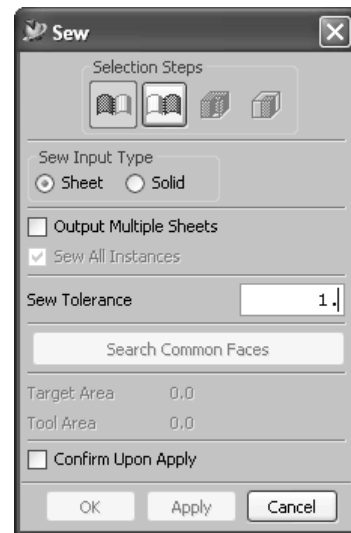 Sew
Selection Steps
Sew Input Type
Sheet Solid
Output Multiple Sheets
Sew All Instances
Sew Tolerance 1.
Search Common Faces
Target Area 0.0
Tool Area 0.0
Confirm Upon Apply
OK Apply Cancel